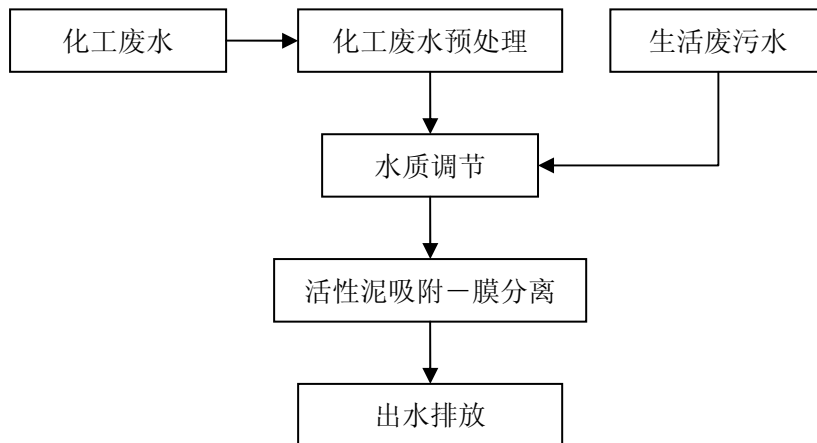 化工废水
化工废水预处理
生活废污水
水质调节
活性泥吸附－膜分离
出水排放